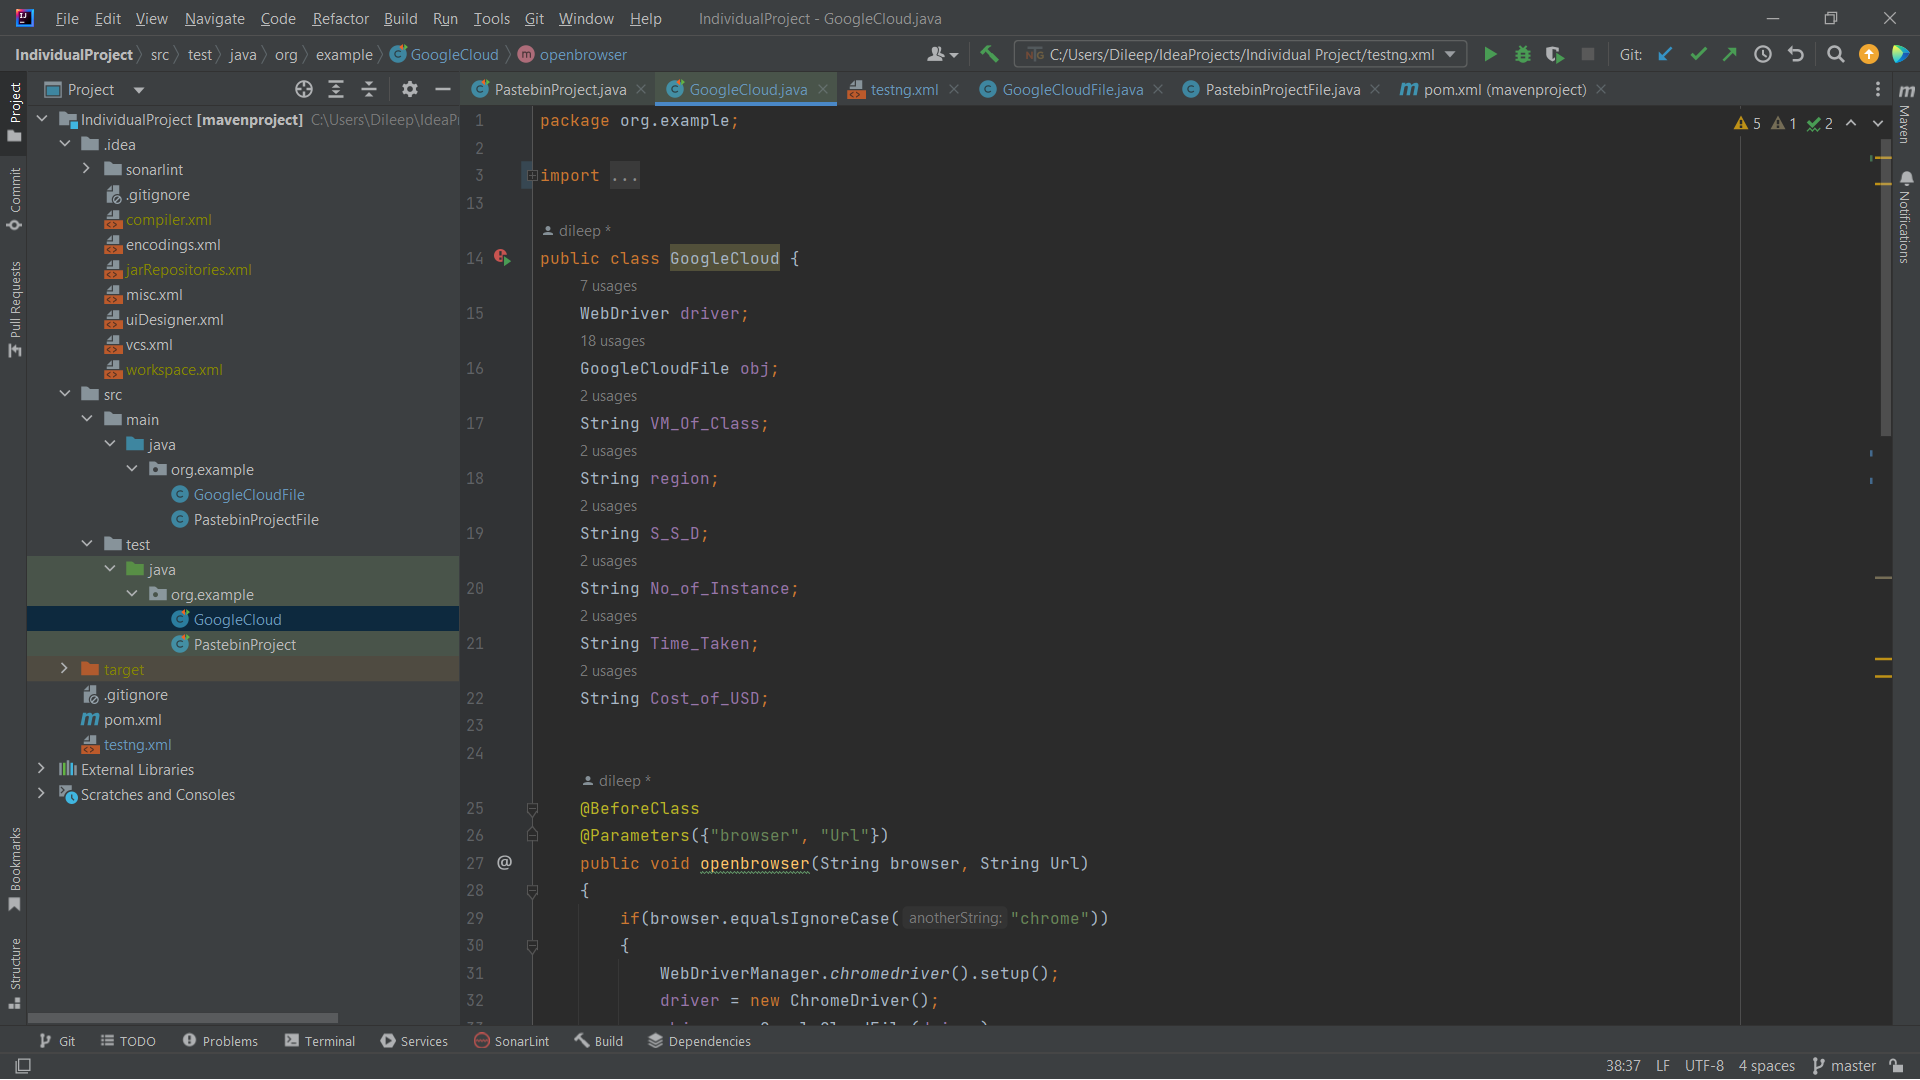 File Edit View Navigate Code Refactor Build Run Tools Git Window Help IndividualProject - GoogleCloud.java
IndividualProject src test java org example GoogleCloud openbrowser C:/Users/Dileep/IdeaProjects/Individual Project/testng.xml Git:
Project
PastebinProject.java GoogleCloud.java testng.xml GoogleCloudFile.java PastebinProjectFile.java pom.xml (mavenproject)
Project
Commit
Pull Requests
Bookmarks
Structure
IndividualProject [mavenproject] C:\Users\Dileep\IdeaPr
.idea
sonarlint
.gitignore
compiler.xml
encodings.xml
jarRepositories.xml
misc.xml
uiDesigner.xml
vcs.xml
workspace.xml
src
main
java
org.example
GoogleCloudFile
PastebinProjectFile
test
java
org.example
GoogleCloud
PastebinProject
target
.gitignore
pom.xml
testng.xml
External Libraries
Scratches and Consoles
1 package org.example;
2
3 import ...
13
dileep *
14 public class GoogleCloud {
7 usages
15 WebDriver driver;
18 usages
16 GoogleCloudFile obj;
2 usages
17 String VM_Of_Class;
2 usages
18 String region;
2 usages
19 String S_S_D;
2 usages
20 String No_of_Instance;
2 usages
21 String Time_Taken;
2 usages
22 String Cost_of_USD;
23
24
dileep *
25 @BeforeClass
26 @Parameters({"browser", "Url"})
27 @ public void openbrowser(String browser, String Url)
28 {
29 if(browser.equalsIgnoreCase( anotherString: "chrome"))
30 {
31 WebDriverManager.chromedriver().setup();
32 driver = new ChromeDriver();
5 1 2
Maven
Notifications
Git TODO Problems Terminal Services SonarLint Build Dependencies
38:37 LF UTF-8 4 spaces master